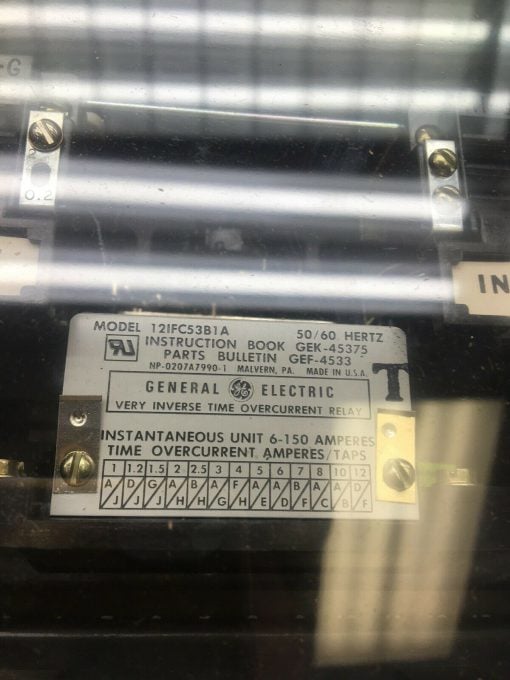 -G
0.2
IN
MODEL 12IFC53B1A 50/60 HERTZ
INSTRUCTION BOOK GEK-45375
PARTS BULLETIN GEF-4533
NP-0207A7990-1 MALVERN, PA. MADE IN U.S.A.
T
GENERAL GE ELECTRIC
VERY INVERSE TIME OVERCURRENT RELAY
INSTANTANEOUS UNIT 6-150 AMPERES
TIME OVERCURRENT AMPERES/TAPS
1 1.2 1.5 2 2.5 3 4 5 6 7 8 10 12
A D G A B A F A A B A A D
J J J H H G G H E D F C B F